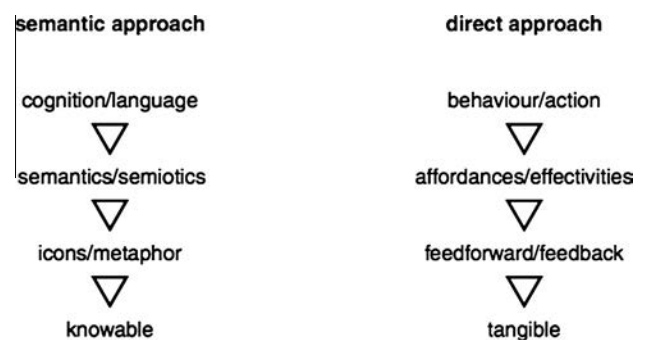 semantic approach
cognition/language
semantics/semiotics
icons/metaphor
knowable
direct approach
behaviour/action
affordances/effectivities
feedforward/feedback
tangible